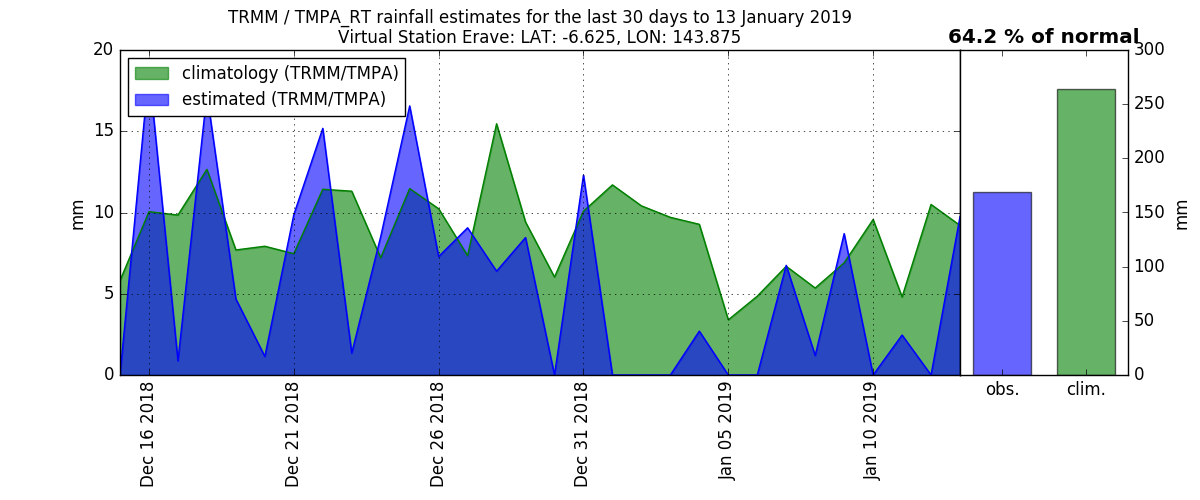 TRMM / TMPA_RT rainfall estimates for the last 30 days to 13 January 2019
Virtual Station Erave: LAT: -6.625, LON: 143.875
64.2 % of normal
climatology (TRMM/TMPA)
estimated (TRMM/TMPA)
20
15
10
5
0
mm
Dec 16 2018
Dec 21 2018
Dec 26 2018
Dec 31 2018
Jan 05 2019
Jan 10 2019
300
250
200
150
100
50
0
mm
obs.
clim.